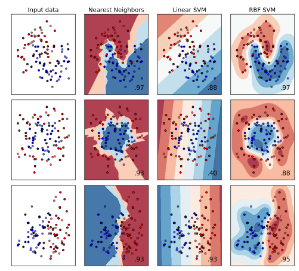 Input data Nearest Neighbors Linear SVM RBF SVM
.97 .88 .97
.93 .40 .88
.93 .93 .95